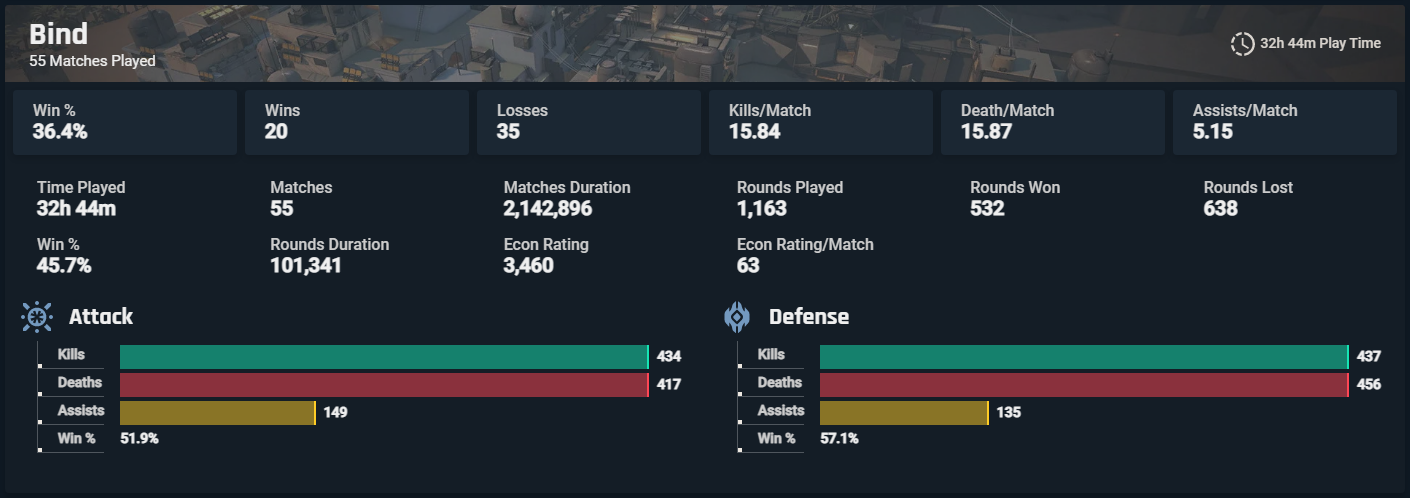 Bind
55 Matches Played
32h 44m Play Time
Win % Wins Losses Kills/Match Death/Match Assists/Match
36.4% 20 35 15.84 15.87 5.15
Time Played Matches Matches Duration Rounds Played Rounds Won Rounds Lost
32h 44m 55 2,142,896 1,163 532 638
Win % Rounds Duration Econ Rating Econ Rating/Match
45.7% 101,341 3,460 63
Attack
Kills 434
Deaths 417
Assists 149
Win % 51.9%
Defense
Kills 437
Deaths 456
Assists 135
Win % 57.1%